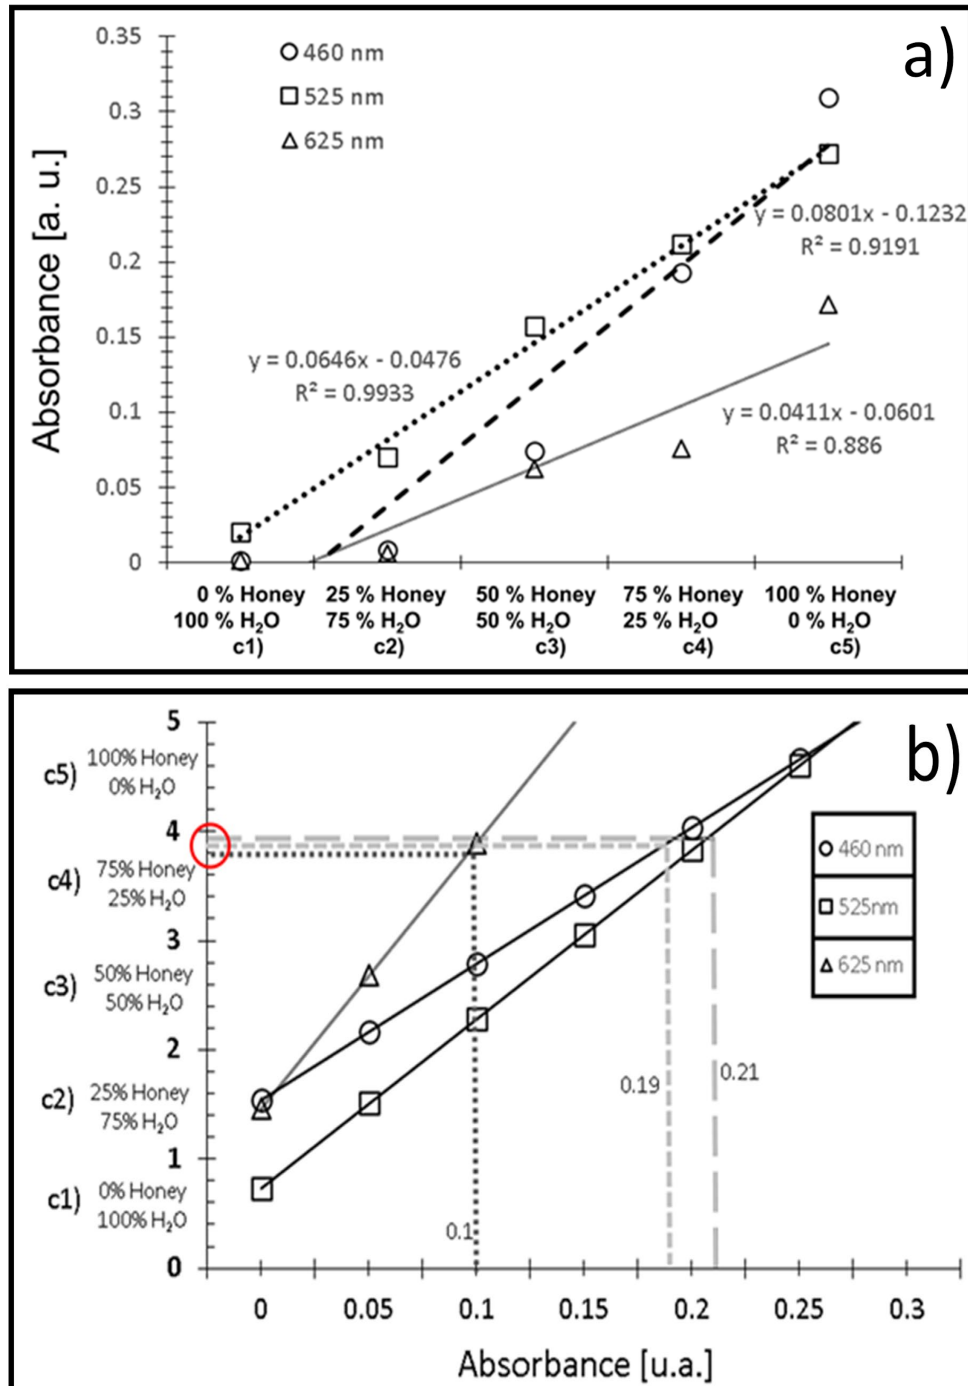 a)
Absorbance [a. u.]
0.35
0.3
0.25
0.2
0.15
0.1
0.05
0
460 nm
525 nm
625 nm
y = 0.0801x - 0.1232
R² = 0.9191
y = 0.0646x - 0.0476
R² = 0.9933
y = 0.0411x - 0.0601
R² = 0.886
0 % Honey
100 % H₂O
c1)
25 % Honey
75 % H₂O
c2)
50 % Honey
50 % H₂O
c3)
75 % Honey
25 % H₂O
c4)
100 % Honey
0 % H₂O
c5)
b)
5
c5) 100% Honey
0% H₂O
4
c4) 75% Honey
25% H₂O
3
c3) 50% Honey
50% H₂O
2
c2) 25% Honey
75% H₂O
1
c1) 0% Honey
100% H₂O
0
460 nm
525nm
625 nm
0.1
0.19
0.21
0 0.05 0.1 0.15 0.2 0.25 0.3
Absorbance [u.a.]